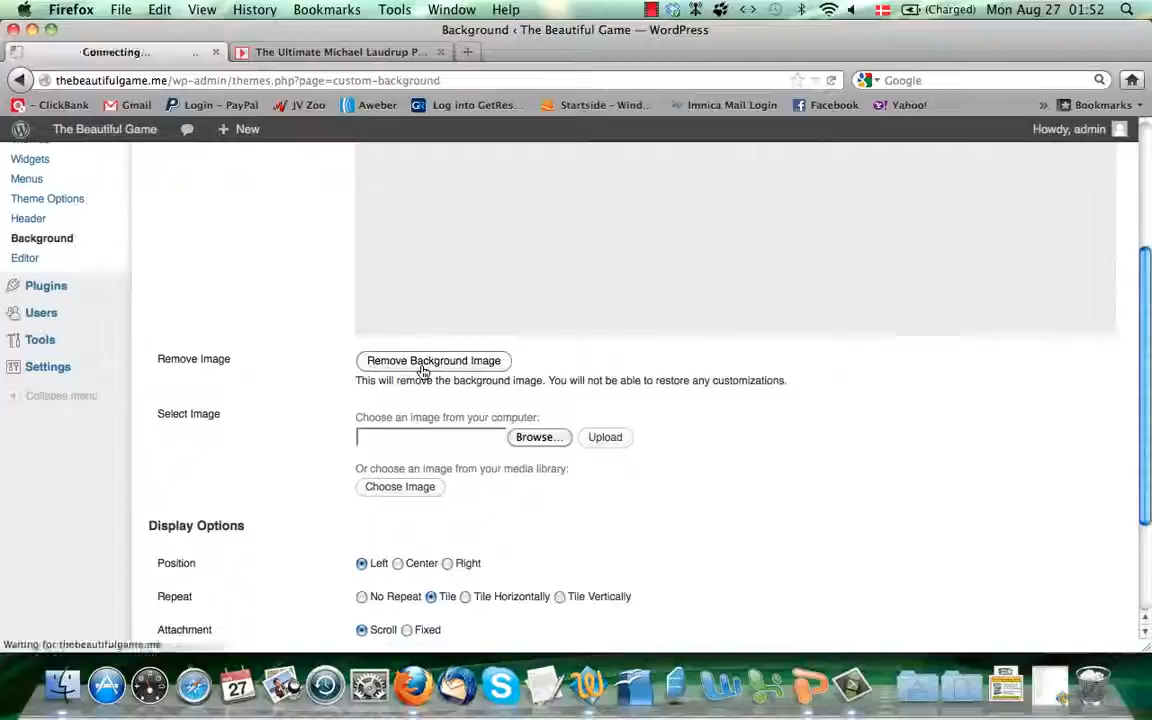 Firefox File Edit View History Bookmarks Tools Window Help (Charged) Mon Aug 27 01:52
Background ‹ The Beautiful Game — WordPress
Connecting... The Ultimate Michael Laudrup P...
thebeautifulgame.me/wp-admin/themes.php?page=custom-background Google
ClickBank Gmail Login – PayPal JV Zoo Aweber Log into GetRes... Startside – Wind... Imnica Mail Login Facebook Yahoo! » Bookmarks
The Beautiful Game + New Howdy, admin
Widgets
Menus
Theme Options
Header
Background
Editor
Plugins
Users
Tools
Settings
Collapse menu
Remove Image Remove Background Image
This will remove the background image. You will not be able to restore any customizations.
Select Image Choose an image from your computer:
Browse... Upload
Or choose an image from your media library:
Choose Image
Display Options
Position Left Center Right
Repeat No Repeat Tile Tile Horizontally Tile Vertically
Attachment Scroll Fixed
Waiting for thebeautifulgame.me
27